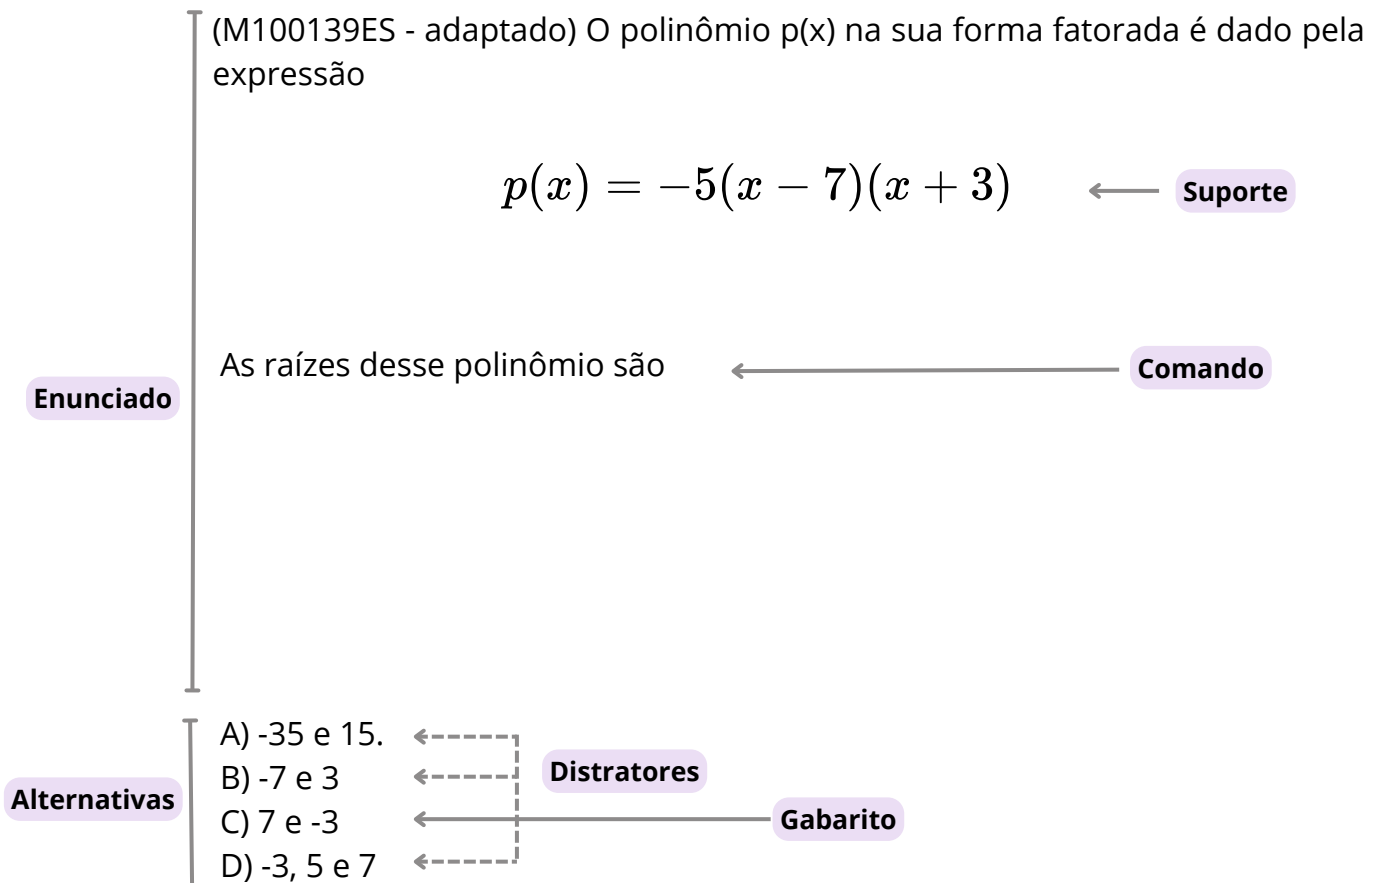 (M100139ES - adaptado) O polinômio p(x) na sua forma fatorada é dado pela
expressão
p(x) = −5(x − 7)(x + 3)
Suporte
As raízes desse polinômio são
Comando
Enunciado
A) -35 e 15.
B) -7 e 3
C) 7 e -3
D) -3, 5 e 7
Distratores
Alternativas
Gabarito